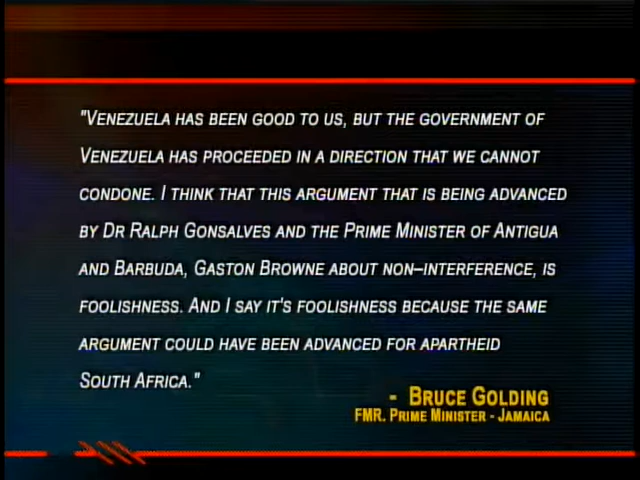 "Venezuela has been good to us, but the government of
Venezuela has proceeded in a direction that we cannot
condone. I think that this argument that is being advanced
by Dr Ralph Gonsalves and the Prime Minister of Antigua
and Barbuda, Gaston Browne about non–interference, is
foolishness. And I say it's foolishness because the same
argument could have been advanced for apartheid
South Africa."
- Bruce Golding
Fmr. Prime Minister - Jamaica